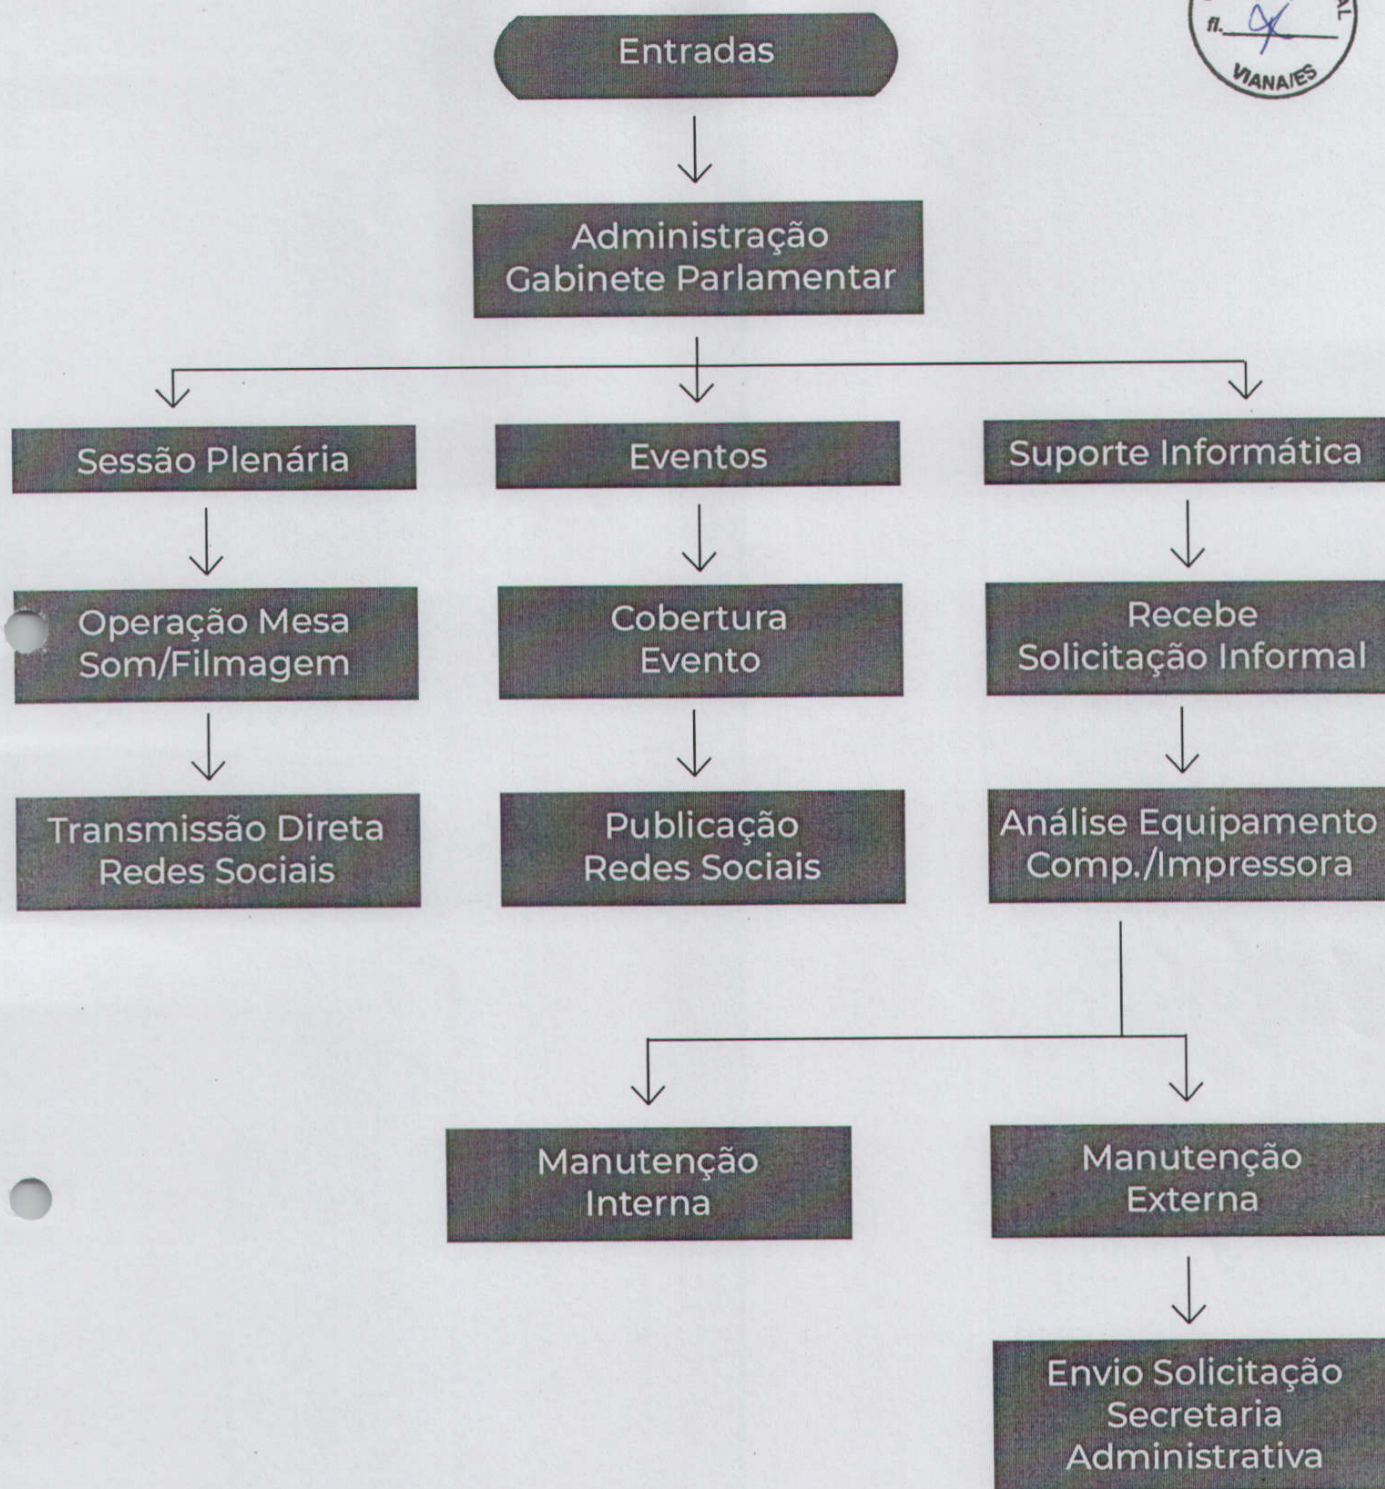 Entradas
fl.
VIANA/ES
Administração
Gabinete Parlamentar
Sessão Plenária
Eventos
Suporte Informática
Operação Mesa
Som/Filmagem
Cobertura
Evento
Recebe
Solicitação Informal
Transmissão Direta
Redes Sociais
Publicação
Redes Sociais
Análise Equipamento
Comp./Impressora
Manutenção
Interna
Manutenção
Externa
Envio Solicitação
Secretaria
Administrativa